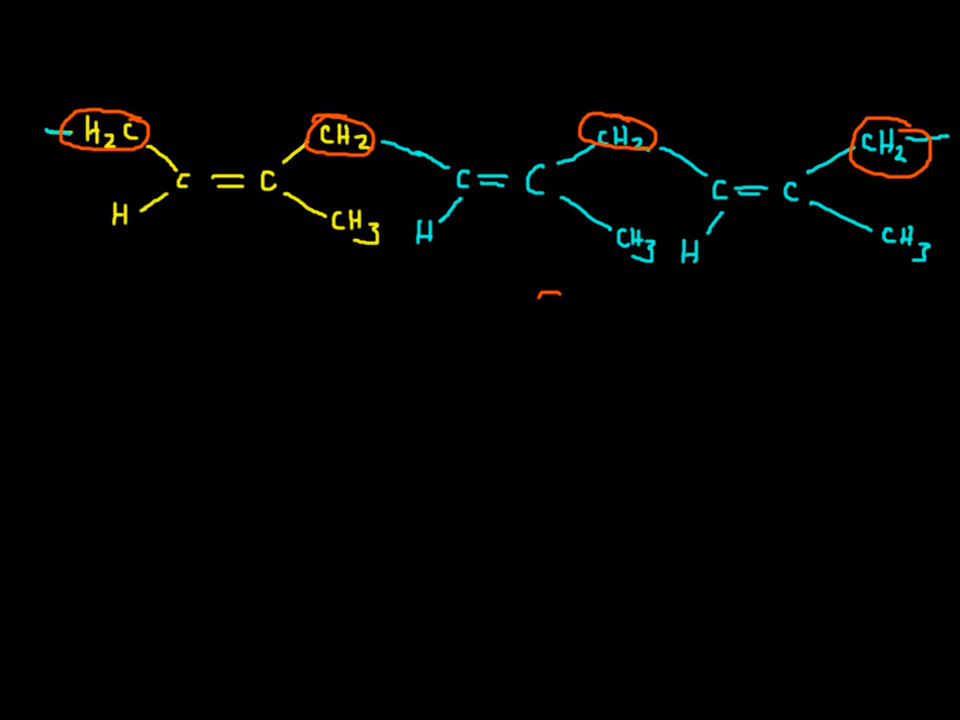 H₂C CH₂ CH₂ CH₂
C = C C = C C = C
H CH₃ H CH₃ H CH₃